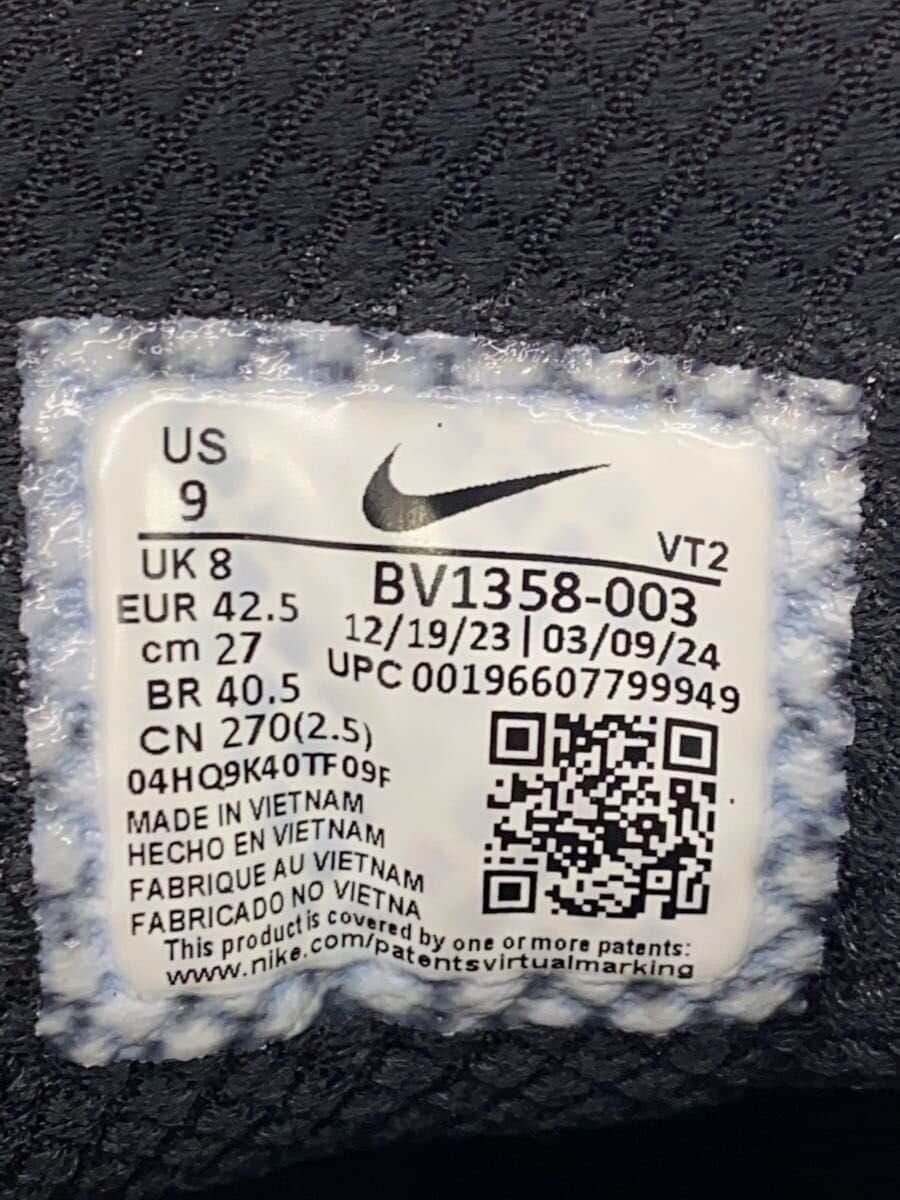 US
9
VT2
UK 8
BV1358-003
EUR 42.5
12/19/23 | 03/09/24
cm 27
UPC 00196607799949
BR 40.5
CN 270(2.5)
04HQ9K40TF09F
MADE IN VIETNAM
HECHO EN VIETNAM
FABRIQUE AU VIETNAM
FABRICADO NO VIETNA
This product is covered by one or more patents:
www.nike.com/patentsvirtualmarking